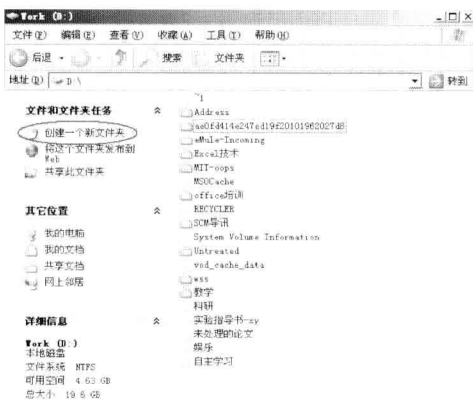 Work (D:)
文件(F) 编辑(E) 查看(V) 收藏(A) 工具(T) 帮助(H)
后退 搜索 文件夹
地址(D) D:\ 转到
文件和文件夹任务
创建一个新文件夹
将这个文件夹发布到
Web
共享此文件夹
其它位置
我的电脑
我的文档
共享文档
网上邻居
详细信息
Work (D:)
本地磁盘
文件系统 NTFS
可用空间 4.63 GB
总大小 19.6 GB
~1
Address
ae0fd414e247ed19f20101962027d8
eMule-Incoming
Excel技术
MIT-oops
MSOCache
office培训
RECYCLER
SCM导讯
System Volume Information
Untreated
vod_cache_data
wss
教学
科研
实验指导书-xy
未处理的论文
娱乐
自主学习